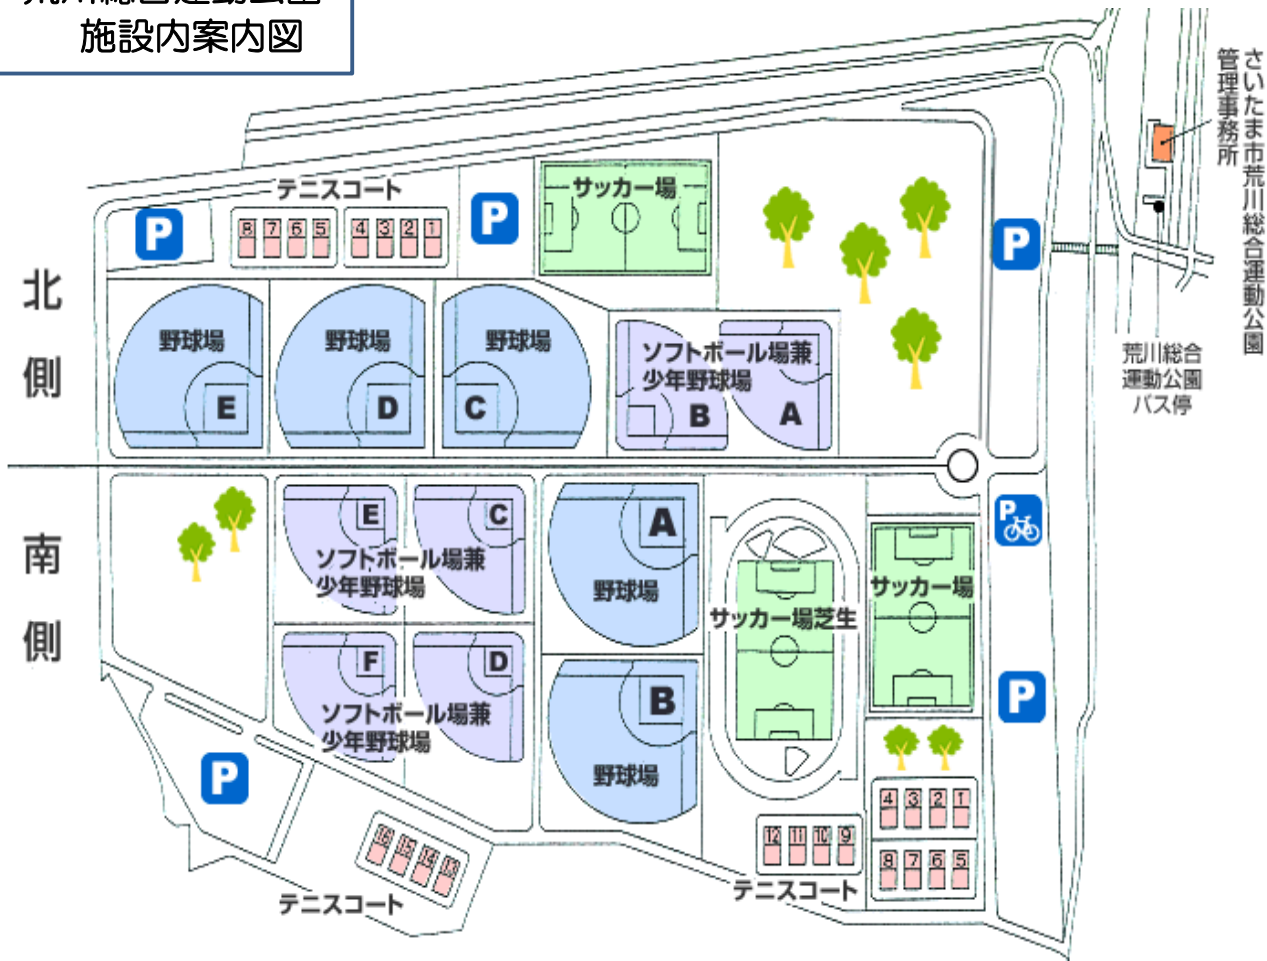 荒川総合運動公園
施設内案内図
さいたま市荒川総合運動公園
管理事務所
荒川総合
運動公園
バス停
北側
テニスコート
8 7 6 5 4 3 2 1
P
P
サッカー場
P
野球場
E
野球場
D
野球場
C
ソフトボール場兼
少年野球場
B
A
南側
E
C
ソフトボール場兼
少年野球場
F
D
ソフトボール場兼
少年野球場
A
野球場
B
野球場
サッカー場芝生
サッカー場
P
P
P
4 3 2 1
8 7 6 5
12 11 10 9
テニスコート
16 15 14 13
テニスコート